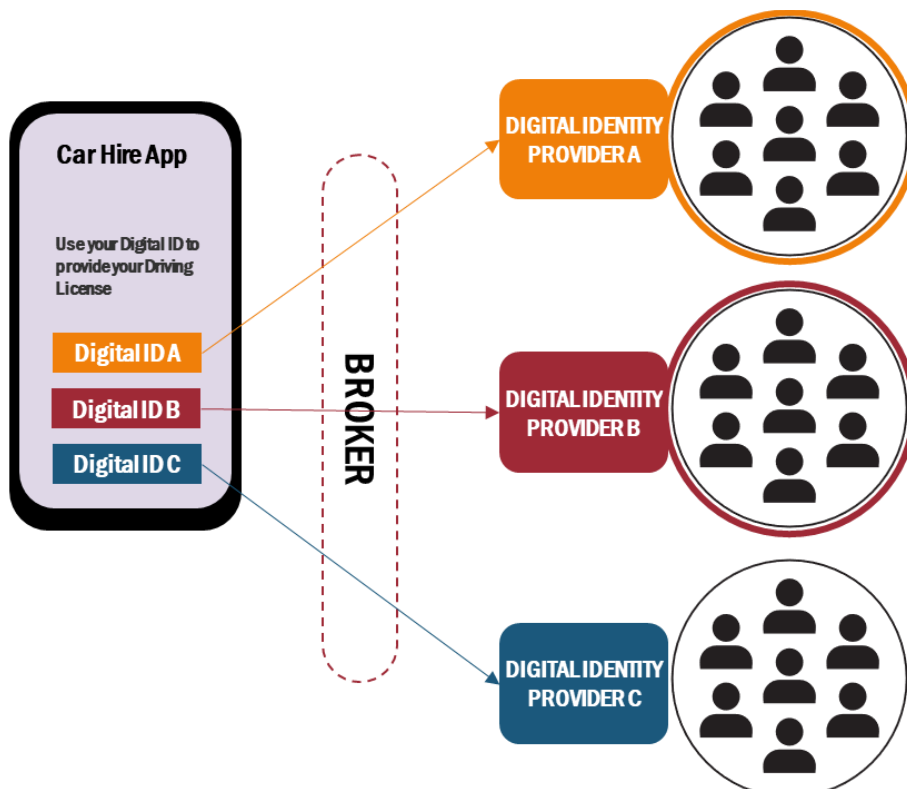 Car Hire App
Use your Digital ID to
provide your Driving
License
Digital ID A
Digital ID B
Digital ID C
BROKER
DIGITAL IDENTITY
PROVIDER A
DIGITAL IDENTITY
PROVIDER B
DIGITAL IDENTITY
PROVIDER C